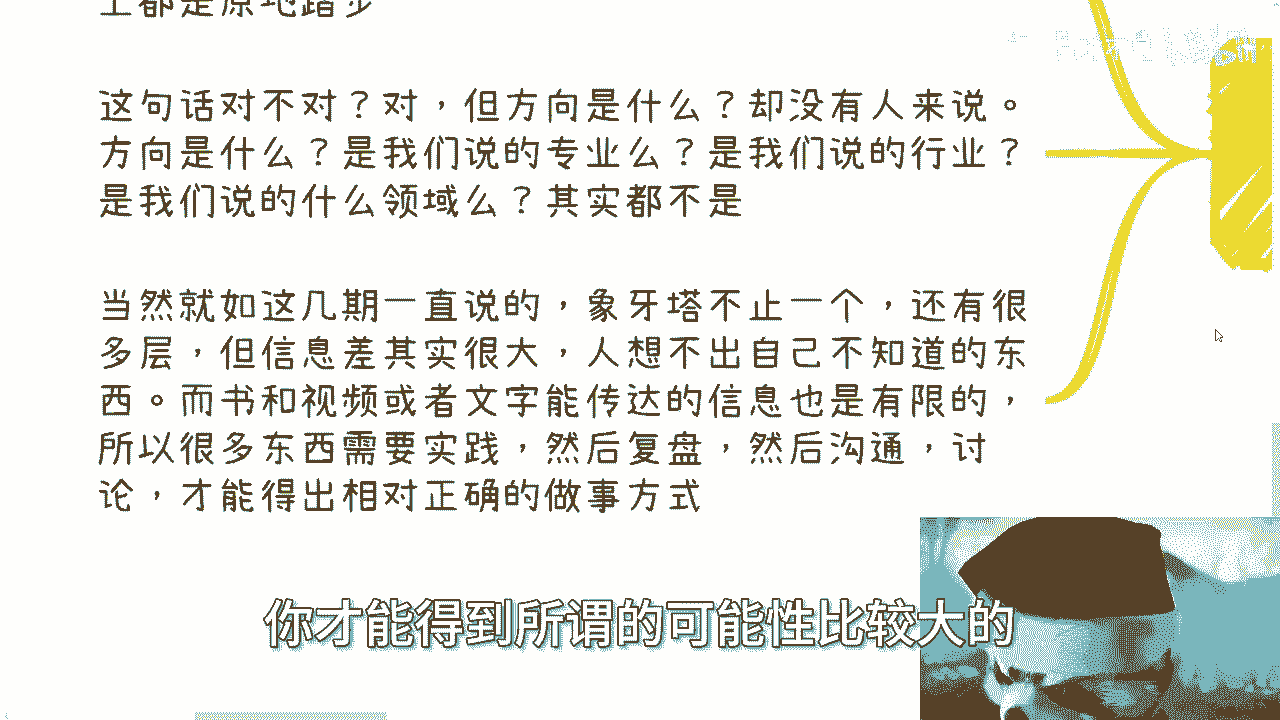 上都是原地踏步
这句话对不对？对，但方向是什么？却没有人来说。
方向是什么？是我们说的专业么？是我们说的行业？
是我们说的什么领域么？其实都不是
当然就如这几期一直说的，象牙塔不止一个，还有很
多层，但信息差其实很大，人想不出自己不知道的东
西。而书和视频或者文字能传达的信息也是有限的，
所以很多东西需要实践，然后复盘，然后沟通，讨
论，才能得出相对正确的做事方式
你才能得到所谓的可能性比较大的